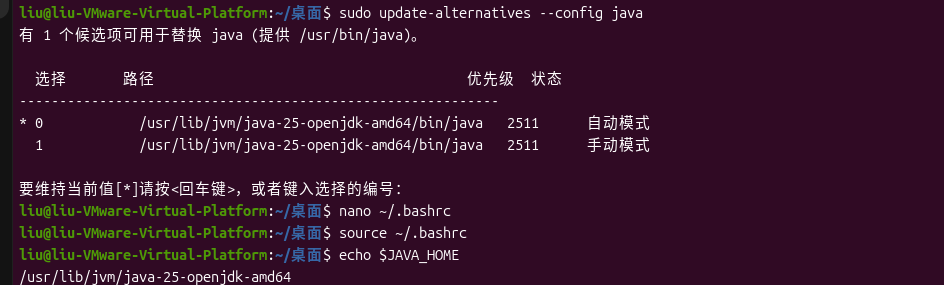 liu@liu-VMware-Virtual-Platform:~/桌面$ sudo update-alternatives --config java
有 1 个候选项可用于替换 java (提供 /usr/bin/java)。
选择 路径 优先级 状态
------------------------------------------------------------
* 0 /usr/lib/jvm/java-25-openjdk-amd64/bin/java 2511 自动模式
1 /usr/lib/jvm/java-25-openjdk-amd64/bin/java 2511 手动模式
要维持当前值[*]请按<回车键>，或者键入选择的编号：
liu@liu-VMware-Virtual-Platform:~/桌面$ nano ~/.bashrc
liu@liu-VMware-Virtual-Platform:~/桌面$ source ~/.bashrc
liu@liu-VMware-Virtual-Platform:~/桌面$ echo $JAVA_HOME
/usr/lib/jvm/java-25-openjdk-amd64